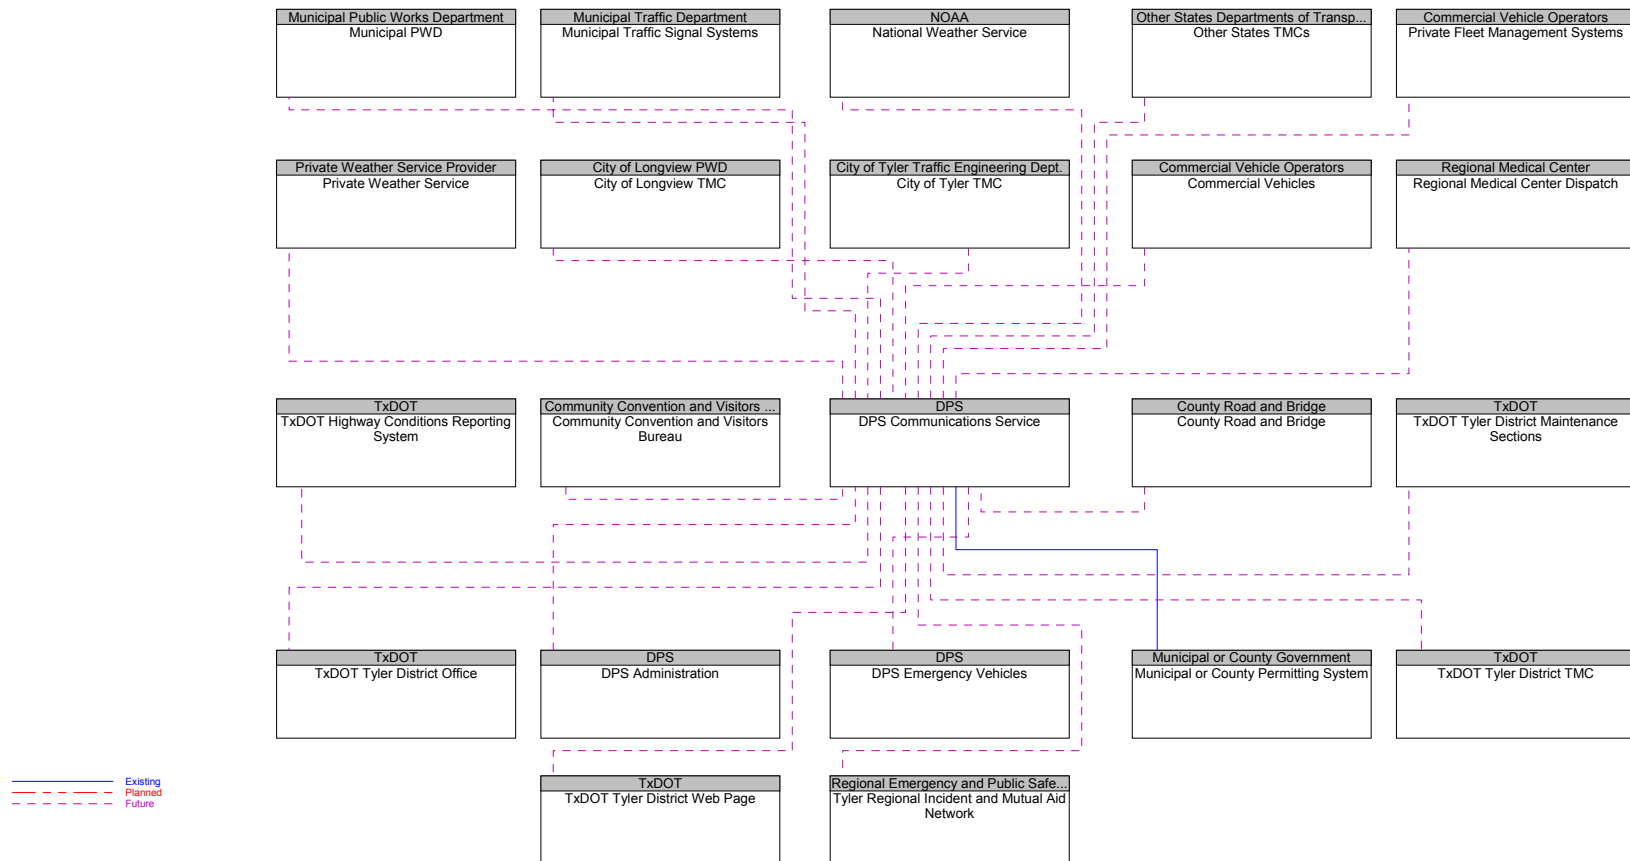 Municipal Public Works Department
Municipal PWD
Municipal Traffic Department
Municipal Traffic Signal Systems
NOAA
National Weather Service
Other States Departments of Transp...
Other States TMCs
Commercial Vehicle Operators
Private Fleet Management Systems
Private Weather Service Provider
Private Weather Service
City of Longview PWD
City of Longview TMC
City of Tyler Traffic Engineering Dept.
City of Tyler TMC
Commercial Vehicle Operators
Commercial Vehicles
Regional Medical Center
Regional Medical Center Dispatch
TxDOT
TxDOT Highway Conditions Reporting
System
Community Convention and Visitors ...
Community Convention and Visitors
Bureau
DPS
DPS Communications Service
County Road and Bridge
County Road and Bridge
TxDOT
TxDOT Tyler District Maintenance
Sections
TxDOT
TxDOT Tyler District Office
DPS
DPS Administration
DPS
DPS Emergency Vehicles
Municipal or County Government
Municipal or County Permitting System
TxDOT
TxDOT Tyler District TMC
Existing
Planned
Future
TxDOT
TxDOT Tyler District Web Page
Regional Emergency and Public Safe...
Tyler Regional Incident and Mutual Aid
Network